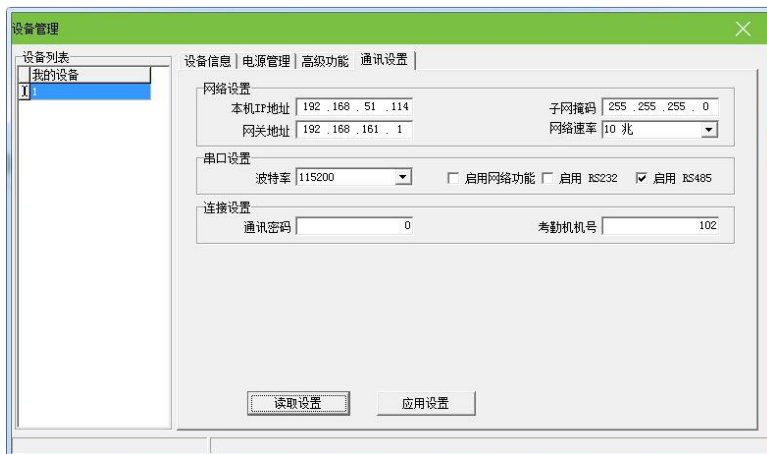 设备管理
设备列表
我的设备
1
设备信息 电源管理 高级功能 通讯设置
网络设置
本机IP地址 192 .168 . 51 .114 子网掩码 255 .255 .255 . 0
网关地址 192 .168 .161 . 1 网络速率 10 兆
串口设置
波特率 115200 启用网络功能 启用 RS232 启用 RS485
连接设置
通讯密码 0 考勤机机号 102
读取设置 应用设置